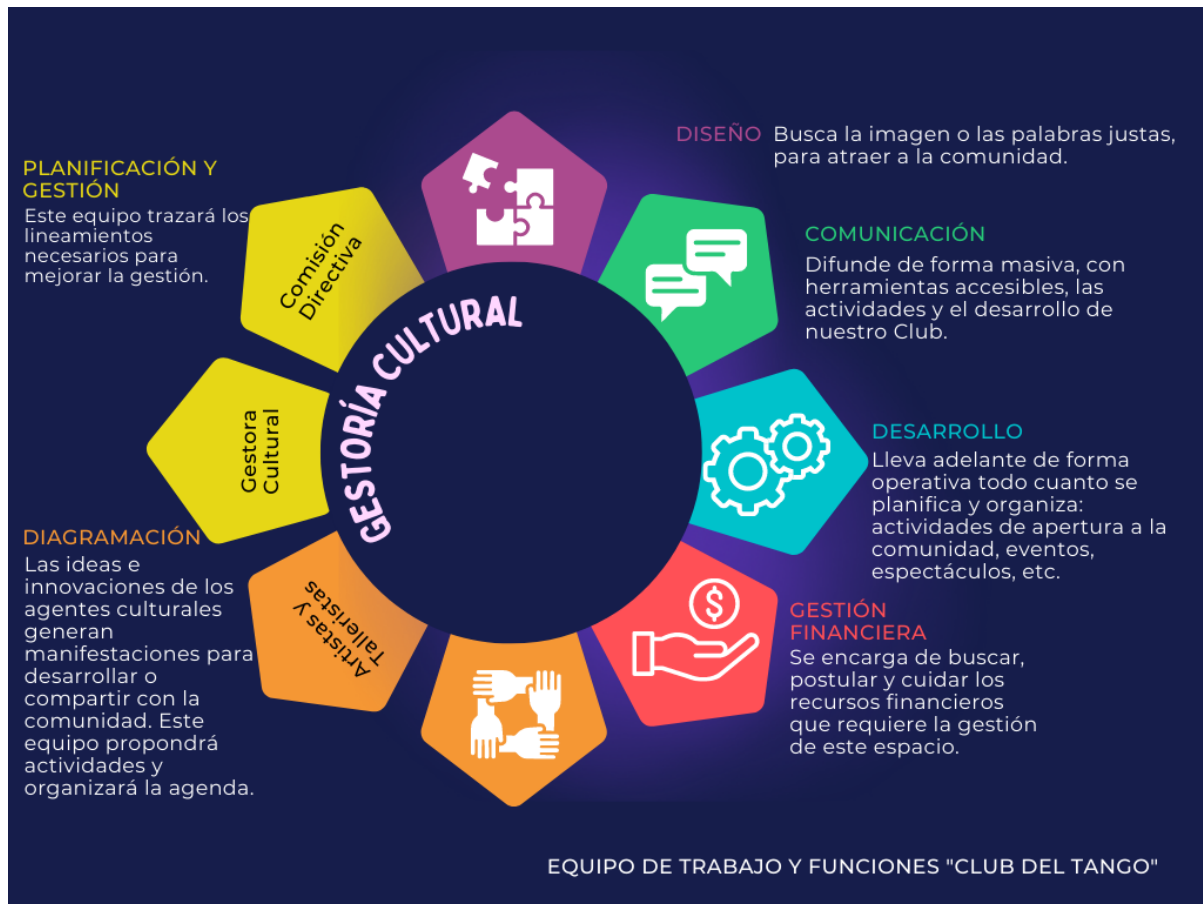 DISEÑO
Busca la imagen o las palabras justas,
para atraer a la comunidad.
PLANIFICACIÓN Y
GESTIÓN
Este equipo trazará los
lineamientos
necesarios para
mejorar la gestión.
Comisión
Directiva
COMUNICACIÓN
Difunde de forma masiva, con
herramientas accesibles, las
actividades y el desarrollo de
nuestro Club.
GESTORÍA CULTURAL
Gestora
Cultural
DESARROLLO
Lleva adelante de forma
operativa todo cuanto se
planifica y organiza:
actividades de apertura a la
comunidad, eventos,
espectáculos, etc.
DIAGRAMACIÓN
Las ideas e
innovaciones de los
agentes culturales
generan
manifestaciones para
desarrollar o
compartir con la
comunidad. Este
equipo propondrá
actividades y
organizará la agenda.
Artistas y
Talleristas
$
GESTIÓN
FINANCIERA
Se encarga de buscar,
postular y cuidar los
recursos financieros
que requiere la gestión
de este espacio.
EQUIPO DE TRABAJO Y FUNCIONES "CLUB DEL TANGO"